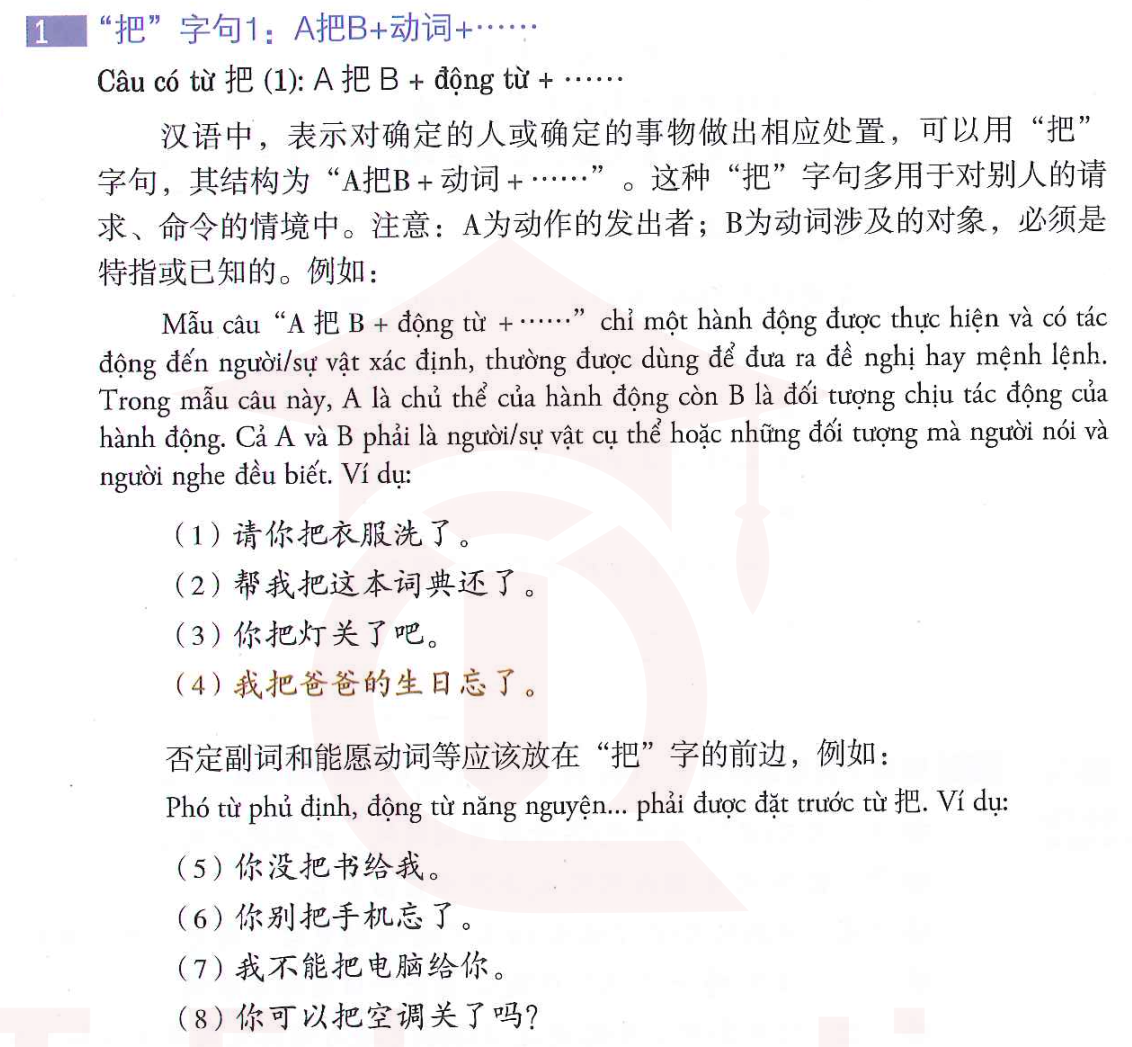 1 “把”字句1：A把B+动词+……
Câu có từ 把 (1): A 把 B + động từ + ……
汉语中，表示对确定的人或确定的事物做出相应处置，可以用“把”
字句，其结构为“A把B + 动词 + ……”。这种“把”字句多用于对别人的请
求、命令的情境中。注意：A为动作的发出者；B为动词涉及的对象，必须是
特指或已知的。例如：
Mẫu câu “A 把 B + động từ + ……” chỉ một hành động được thực hiện và có tác
động đến người/sự vật xác định, thường được dùng để đưa ra đề nghị hay mệnh lệnh.
Trong mẫu câu này, A là chủ thể của hành động còn B là đối tượng chịu tác động của
hành động. Cả A và B phải là người/sự vật cụ thể hoặc những đối tượng mà người nói và
người nghe đều biết. Ví dụ:
（1）请你把衣服洗了。
（2）帮我把这本词典还了。
（3）你把灯关了吧。
（4）我把爸爸的生日忘了。
否定副词和能愿动词等应该放在“把”字的前边，例如：
Phó từ phủ định, động từ năng nguyện... phải được đặt trước từ 把. Ví dụ:
（5）你没把书给我。
（6）你别把手机忘了。
（7）我不能把电脑给你。
（8）你可以把空调关了吗？